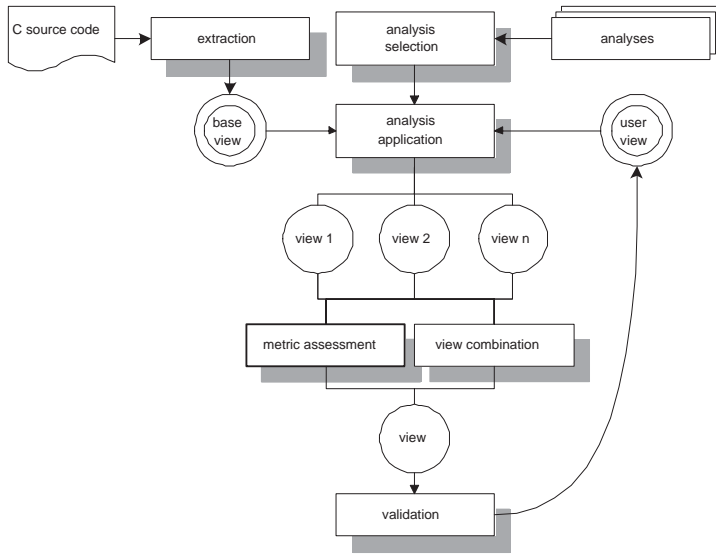 C source code
extraction
analysis
selection
analyses
base
view
analysis
application
user
view
view 1
view 2
view n
metric assessment
view combination
view
validation